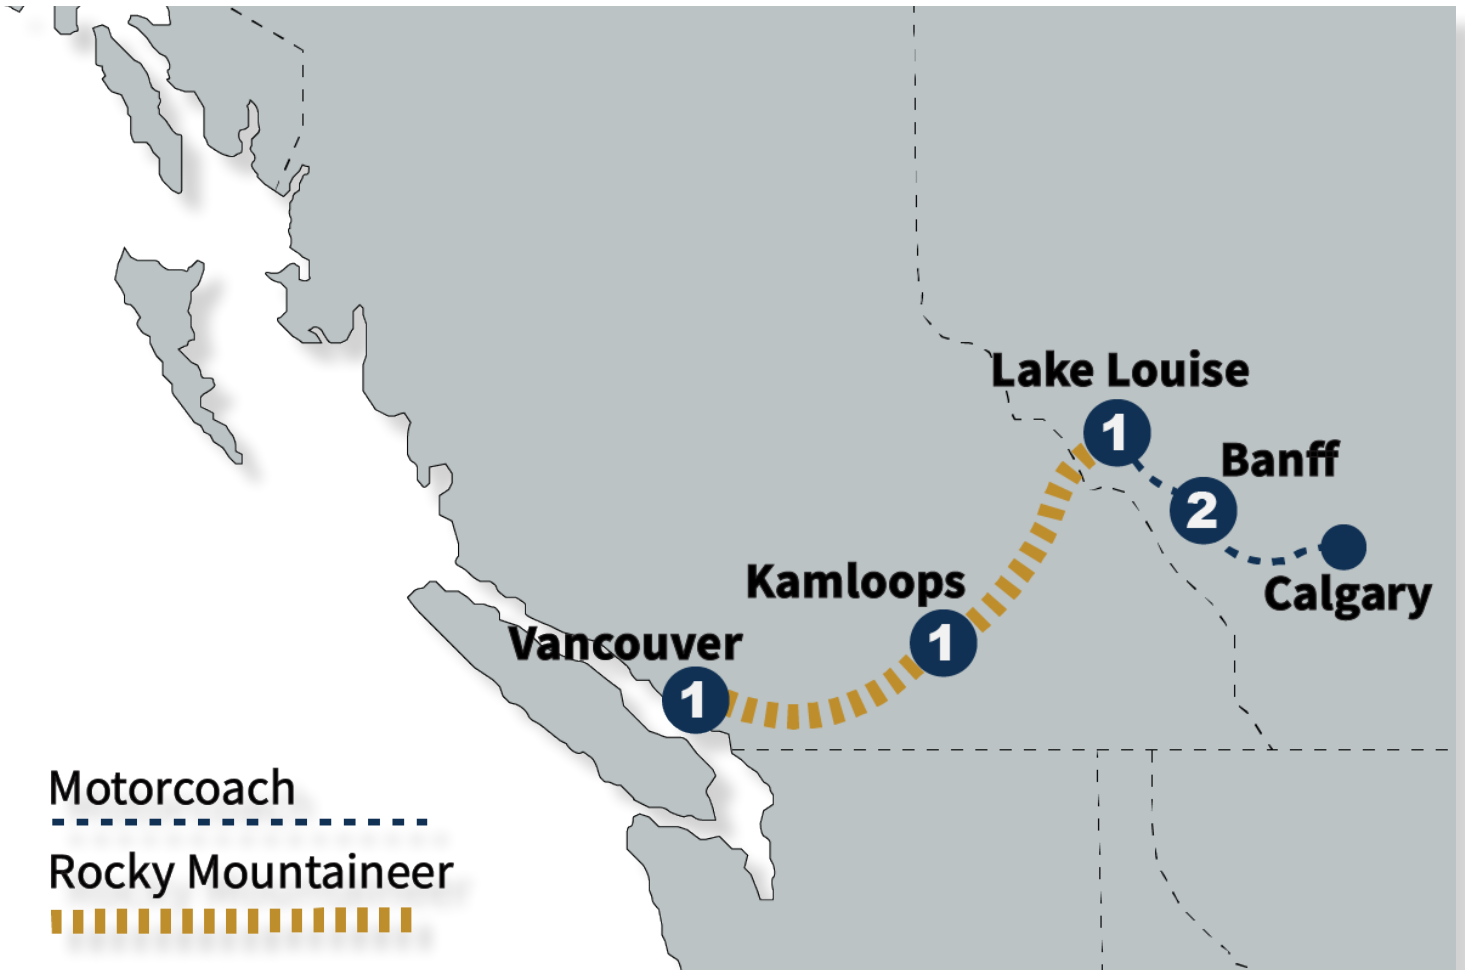 Lake Louise
1
Banff
2
Kamloops
1
Calgary
Vancouver
1
Motorcoach
Rocky Mountaineer